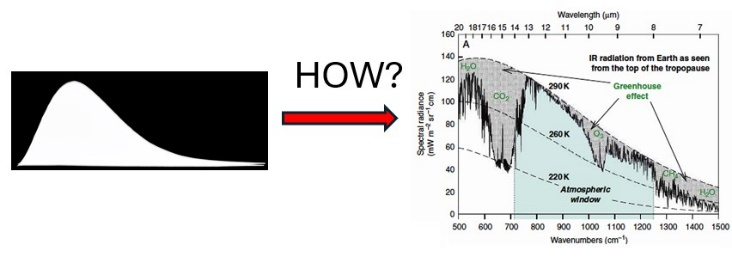 HOW?
Wavelength (μm)
20 18 17 16 15 14 13 12 11 10 9 8 7
A
IR radiation from Earth as seen
from the top of the tropopause
Greenhouse
effect
H₂O
CO₂
290 K
O₃
260 K
220 K
CH₄
H₂O
Atmospheric
window
Spectral radiance
(mW m⁻² sr⁻¹ cm)
160
140
120
100
80
60
40
20
0
500 600 700 800 900 1000 1100 1200 1300 1400 1500
Wavenumbers (cm⁻¹)